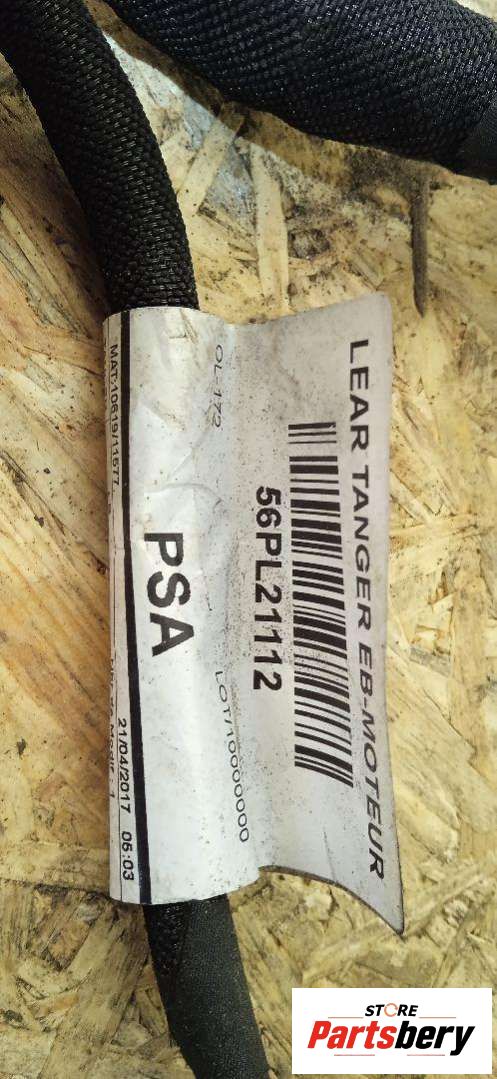 LEAR TANGER EB-MOTEUR
56PL21112
OL-172
LOT/10000000
PSA
MAT:10619/11677
21/04/2017 06:03
STORE
Partsbery